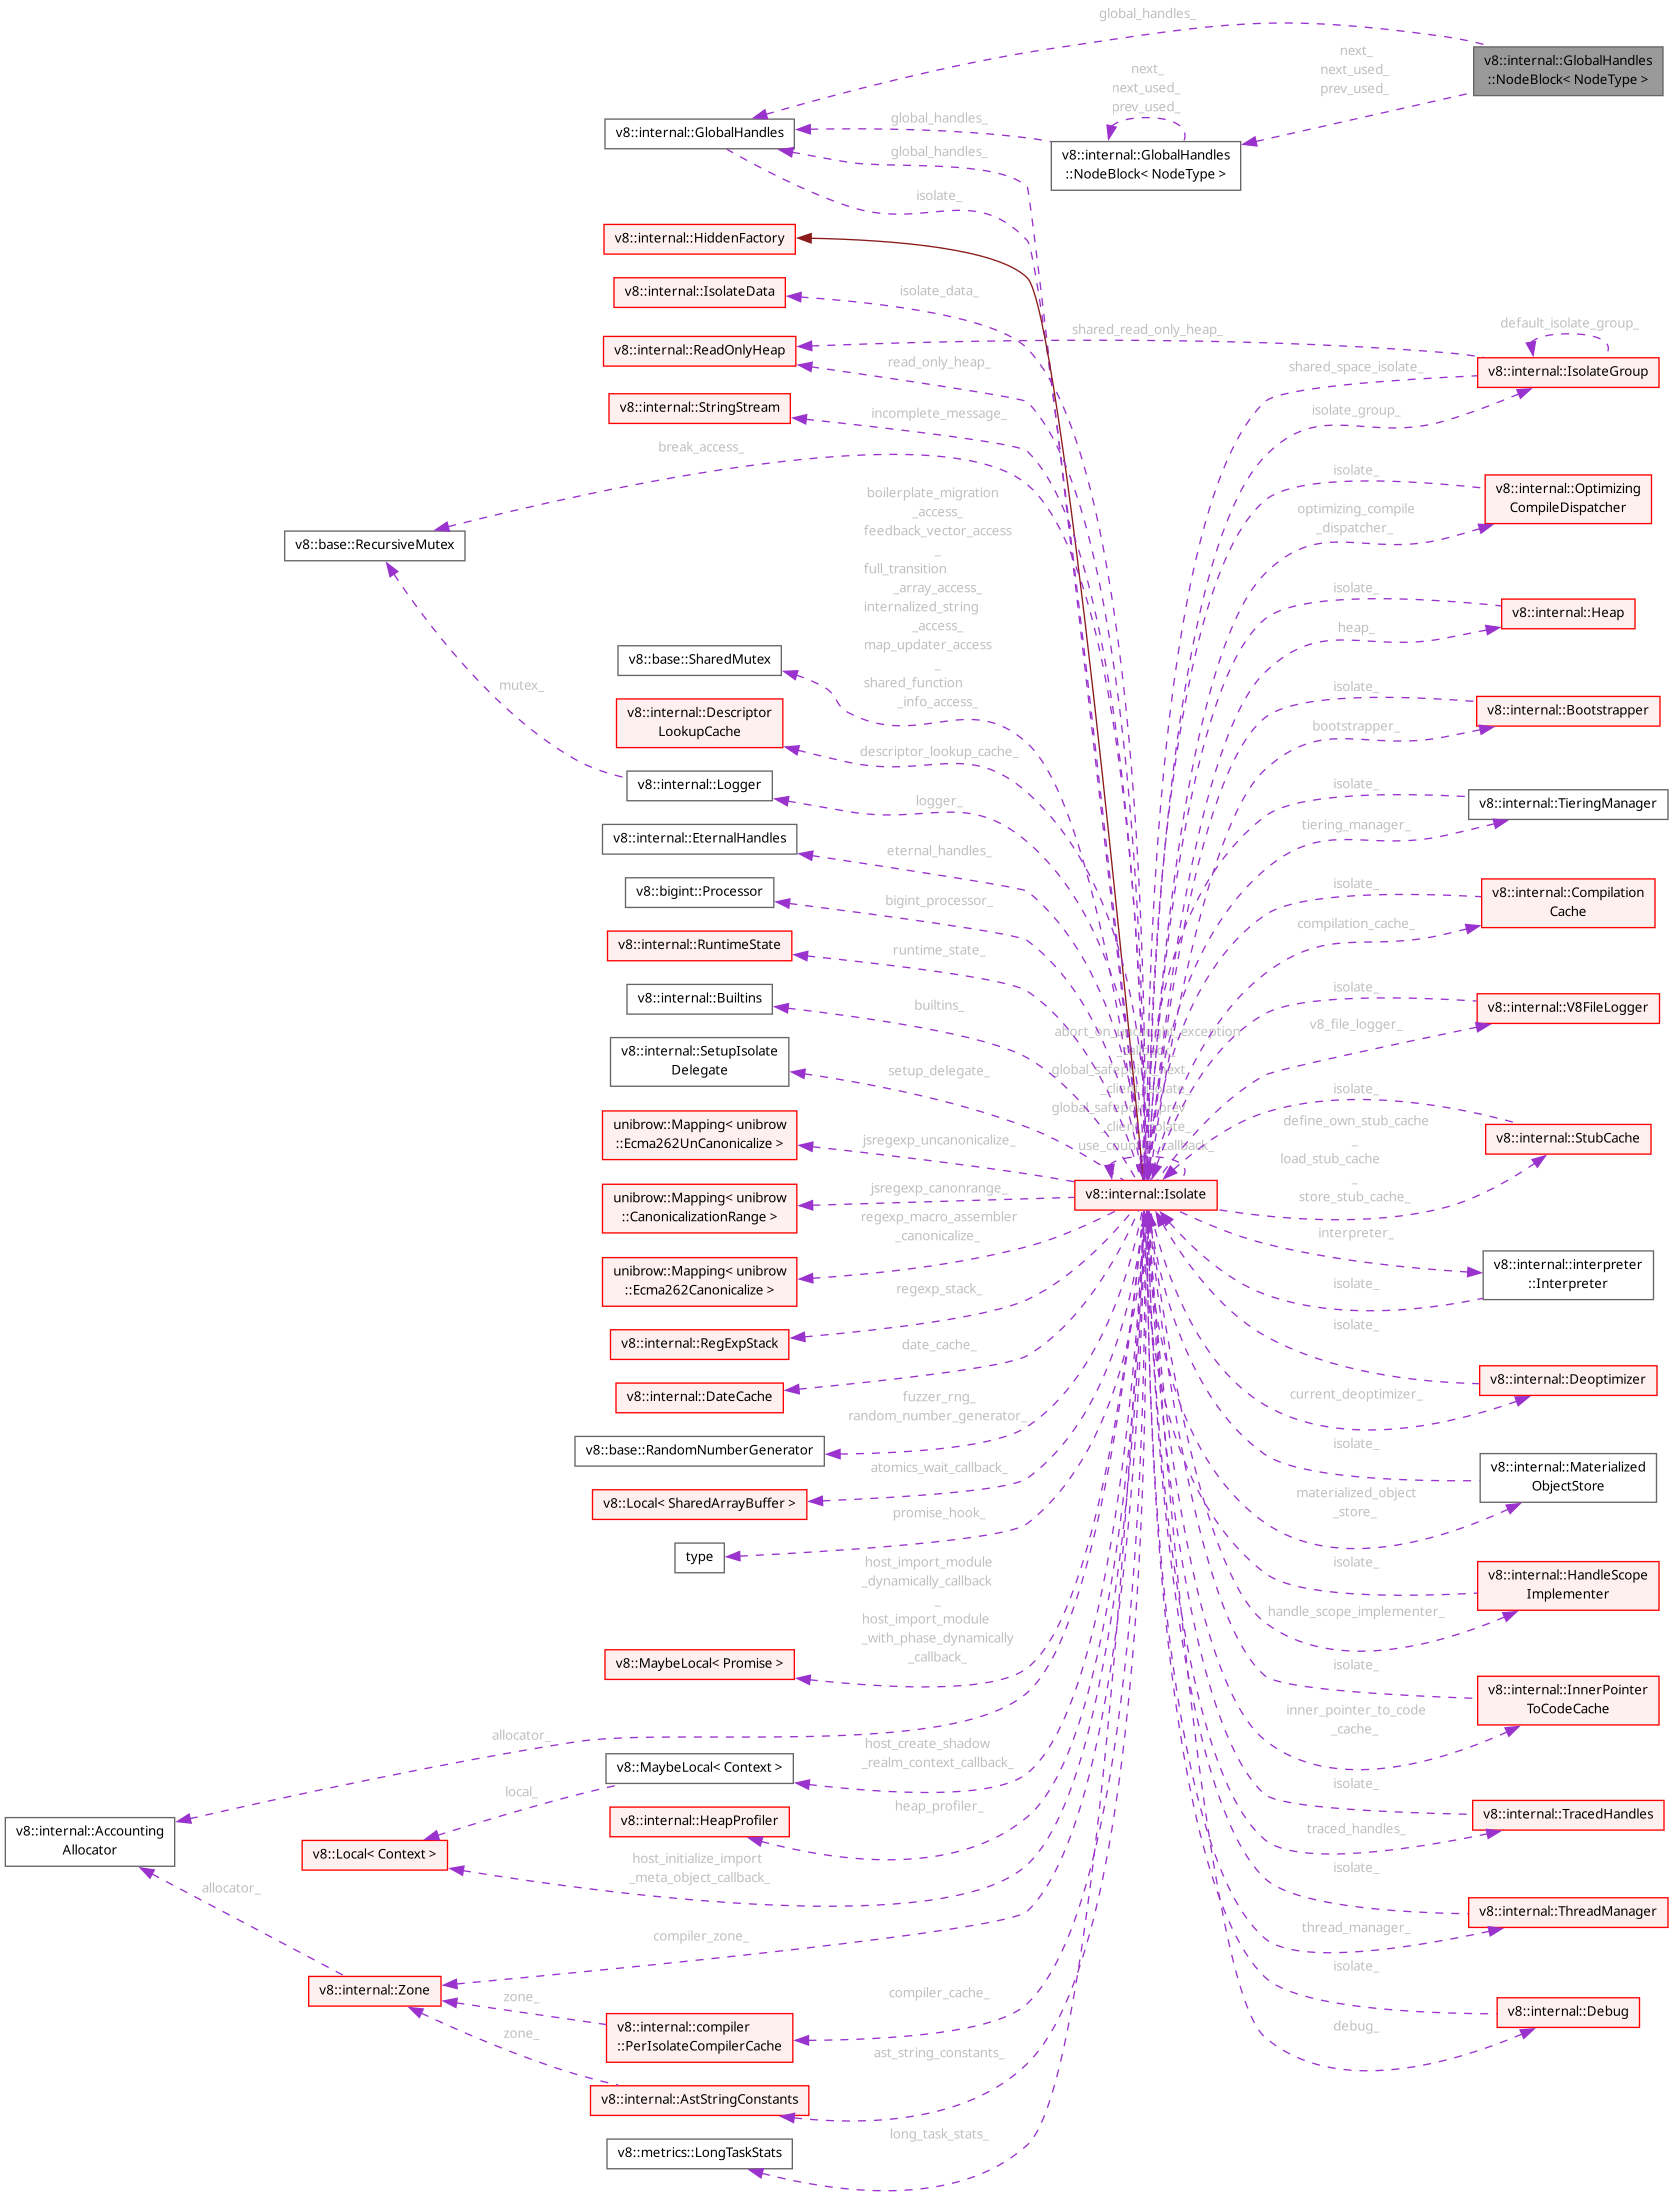 global_handles_
v8::internal::GlobalHandles
::NodeBlock< NodeType >
next_
next_used_
prev_used_
next_
next_used_
prev_used_
v8::internal::GlobalHandles
global_handles_
v8::internal::GlobalHandles
::NodeBlock< NodeType >
global_handles_
isolate_
v8::internal::HiddenFactory
v8::internal::IsolateData
isolate_data_
v8::internal::ReadOnlyHeap
shared_read_only_heap_
default_isolate_group_
read_only_heap_
shared_space_isolate_
v8::internal::IsolateGroup
v8::internal::StringStream
incomplete_message_
isolate_group_
break_access_
v8::base::RecursiveMutex
isolate_
v8::internal::Optimizing
CompileDispatcher
optimizing_compile
_dispatcher_
boilerplate_migration
_access_
feedback_vector_access
_
full_transition
_array_access_
internalized_string
_access_
map_updater_access
_
shared_function
_info_access_
isolate_
v8::internal::Heap
heap_
v8::base::SharedMutex
mutex_
v8::internal::Descriptor
LookupCache
isolate_
v8::internal::Bootstrapper
bootstrapper_
descriptor_lookup_cache_
v8::internal::Logger
logger_
isolate_
v8::internal::TieringManager
tiering_manager_
v8::internal::EternalHandles
eternal_handles_
v8::bigint::Processor
bigint_processor_
isolate_
v8::internal::Compilation
Cache
compilation_cache_
v8::internal::RuntimeState
runtime_state_
v8::internal::Builtins
builtins_
isolate_
v8::internal::V8FileLogger
v8_file_logger_
v8::internal::SetupIsolate
Delegate
setup_delegate_
abort_on_uncaught_exception
_callback_
global_safepoint_next
_client_isolate_
global_safepoint_prev
_client_isolate_
use_counter_callback_
isolate_
define_own_stub_cache
_
load_stub_cache
_
store_stub_cache_
v8::internal::StubCache
unibrow::Mapping< unibrow
::Ecma262UnCanonicalize >
jsregexp_uncanonicalize_
v8::internal::Isolate
unibrow::Mapping< unibrow
::CanonicalizationRange >
jsregexp_canonrange_
regexp_macro_assembler
_canonicalize_
interpreter_
v8::internal::interpreter
::Interpreter
isolate_
unibrow::Mapping< unibrow
::Ecma262Canonicalize >
regexp_stack_
v8::internal::RegExpStack
date_cache_
v8::internal::DateCache
isolate_
v8::internal::Deoptimizer
current_deoptimizer_
fuzzer_rng_
random_number_generator_
v8::base::RandomNumberGenerator
isolate_
v8::internal::Materialized
ObjectStore
materialized_object
_store_
atomics_wait_callback_
v8::Local< SharedArrayBuffer >
promise_hook_
type
isolate_
v8::internal::HandleScope
Implementer
handle_scope_implementer_
host_import_module
_dynamically_callback
_
host_import_module
_with_phase_dynamically
_callback_
v8::MaybeLocal< Promise >
isolate_
v8::internal::InnerPointer
ToCodeCache
inner_pointer_to_code
_cache_
allocator_
host_create_shadow
_realm_context_callback_
v8::MaybeLocal< Context >
local_
heap_profiler_
v8::internal::HeapProfiler
isolate_
v8::internal::TracedHandles
traced_handles_
v8::internal::Accounting
Allocator
v8::Local< Context >
host_initialize_import
_meta_object_callback_
allocator_
isolate_
v8::internal::ThreadManager
thread_manager_
compiler_zone_
isolate_
v8::internal::Zone
zone_
compiler_cache_
v8::internal::compiler
::PerIsolateCompilerCache
v8::internal::Debug
debug_
zone_
ast_string_constants_
v8::internal::AstStringConstants
long_task_stats_
v8::metrics::LongTaskStats